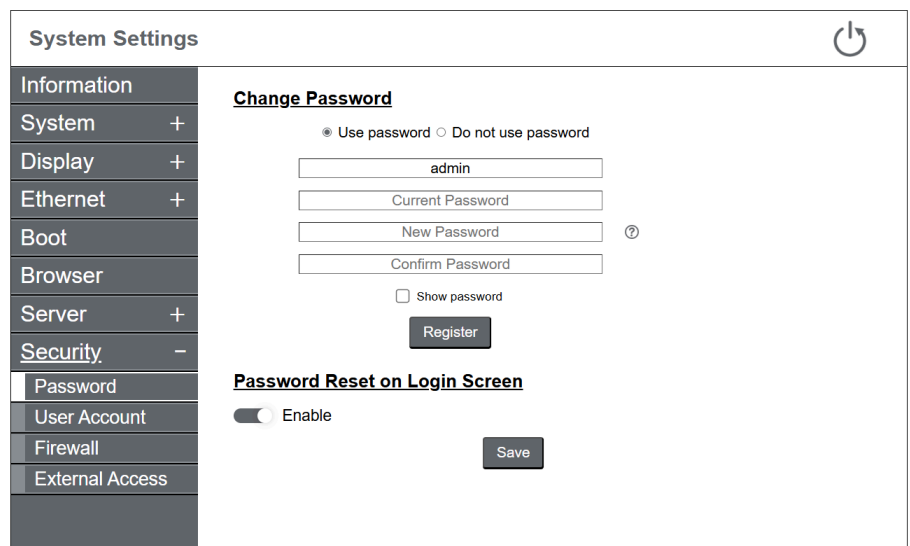 System Settings
Information
System +
Display +
Ethernet +
Boot
Browser
Server +
Security -
Password
User Account
Firewall
External Access
Change Password
Use password Do not use password
admin
Current Password
New Password ?
Confirm Password
Show password
Register
Password Reset on Login Screen
Enable
Save